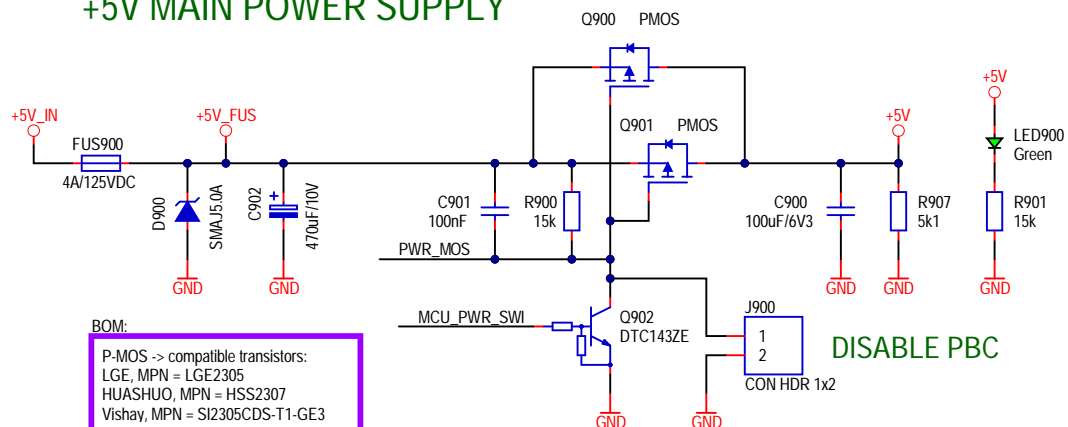 +5V MAIN POWER SUPPLY
Q900 PMOS
+5V_IN
+5V_FUS
FUS900
4A/125VDC
D900
SMAJ5.0A
C902
470uF/10V
GND
GND
C901
100nF
R900
15k
Q901 PMOS
PWR_MOS
+5V
C900
100uF/6V3
R907
5k1
GND
GND
+5V
LED900
Green
R901
15k
GND
MCU_PWR_SWI
Q902
DTC143ZE
GND
J900
1
2
CON HDR 1x2
GND
DISABLE PBC
BOM:
P-MOS -> compatible transistors:
LGE, MPN = LGE2305
HUASHUO, MPN = HSS2307
Vishay, MPN = SI2305CDS-T1-GE3